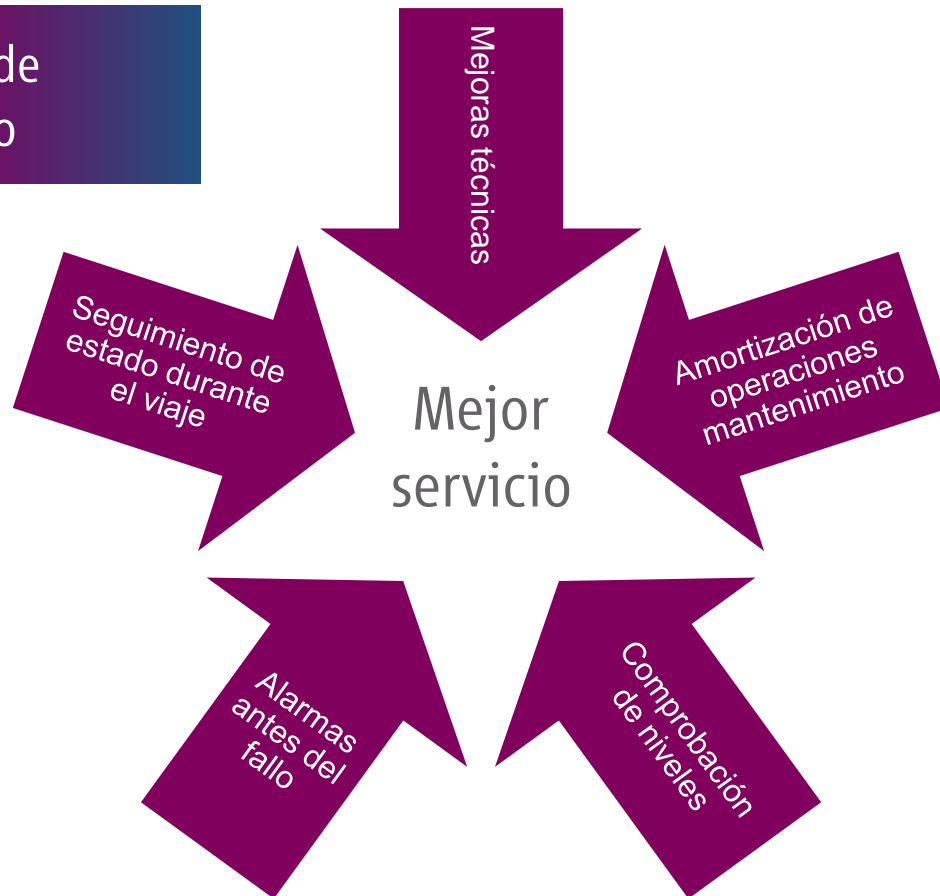 de
o
Mejoras técnicas
Seguimiento de
estado durante
el viaje
Amortización de
operaciones
mantenimiento
Mejor
servicio
Alarmas
antes del
fallo
Comprobación
de niveles